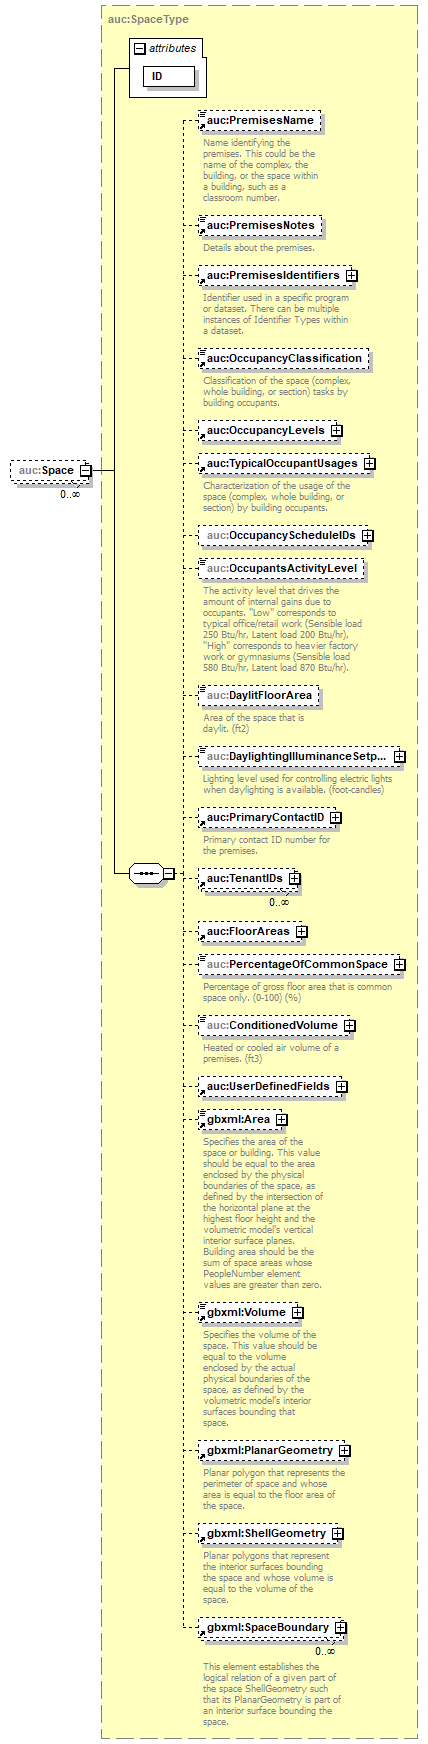 auc:SpaceType
attributes
ID
auc:PremisesName
Name identifying the
premises. This could be the
name of the complex, the
building, or the space within
a building, such as a
classroom number.
auc:PremisesNotes
Details about the premises.
auc:PremisesIdentifiers
Identifier used in a specific program
or dataset. There can be multiple
instances of Identifier Types within
a dataset.
auc:OccupancyClassification
Classification of the space (complex,
whole building, or section) tasks by
building occupants.
auc:OccupancyLevels
auc:TypicalOccupantUsages
auc:Space
0..∞
Characterization of the usage of the
space (complex, whole building, or
section) by building occupants.
auc:OccupancyScheduleIDs
auc:OccupantsActivityLevel
The activity level that drives the
amount of internal gains due to
occupants. "Low" corresponds to
typical office/retail work (Sensible load
250 Btu/hr, Latent load 200 Btu/hr),
"High" corresponds to heavier factory
work or gymnasiums (Sensible load
580 Btu/hr, Latent load 870 Btu/hr).
auc:DaylitFloorArea
Area of the space that is
daylit. (ft2)
auc:DaylightingIlluminanceSetp...
Lighting level used for controlling electric lights
when daylighting is available. (foot-candles)
auc:PrimaryContactID
Primary contact ID number for
the premises.
auc:TenantIDs
0..∞
auc:FloorAreas
auc:PercentageOfCommonSpace
Percentage of gross floor area that is common
space only. (0-100) (%)
auc:ConditionedVolume
Heated or cooled air volume of a
premises. (ft3)
auc:UserDefinedFields
gbxml:Area
Specifies the area of the
space or building. This value
should be equal to the area
enclosed by the physical
boundaries of the space, as
defined by the intersection of
the horizontal plane at the
highest floor height and the
volumetric model's vertical
interior surface planes.
Building area should be the
sum of space areas whose
PeopleNumber element
values are greater than zero.
gbxml:Volume
Specifies the volume of the
space. This value should be
equal to the volume
enclosed by the actual
physical boundaries of the
space, as defined by the
volumetric model's interior
surfaces bounding that
space.
gbxml:PlanarGeometry
Planar polygon that represents the
perimeter of space and whose
area is equal to the floor area of
the space.
gbxml:ShellGeometry
Planar polygons that represent
the interior surfaces bounding
the space and whose volume is
equal to the volume of the
space.
gbxml:SpaceBoundary
0..∞
This element establishes the
logical relation of a given part of
the space ShellGeometry such
that its PlanarGeometry is part of
an interior surface bounding the
space.